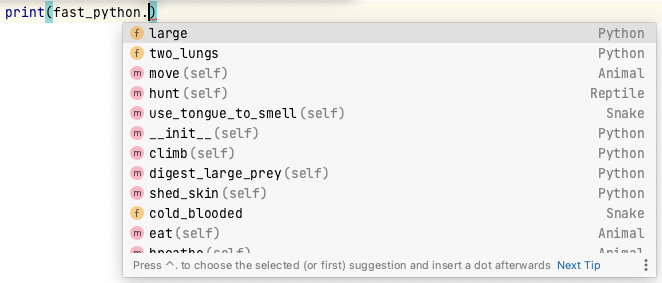 print(fast_python.)
f large Python
f two_lungs Python
m move(self) Animal
m hunt(self) Reptile
m use_tongue_to_smell(self) Snake
m __init__(self) Python
m climb(self) Python
m digest_large_prey(self) Python
m shed_skin(self) Python
f cold_blooded Snake
m eat(self) Animal
m breathe(self) Animal
Press ^. to choose the selected (or first) suggestion and insert a dot afterwards Next Tip